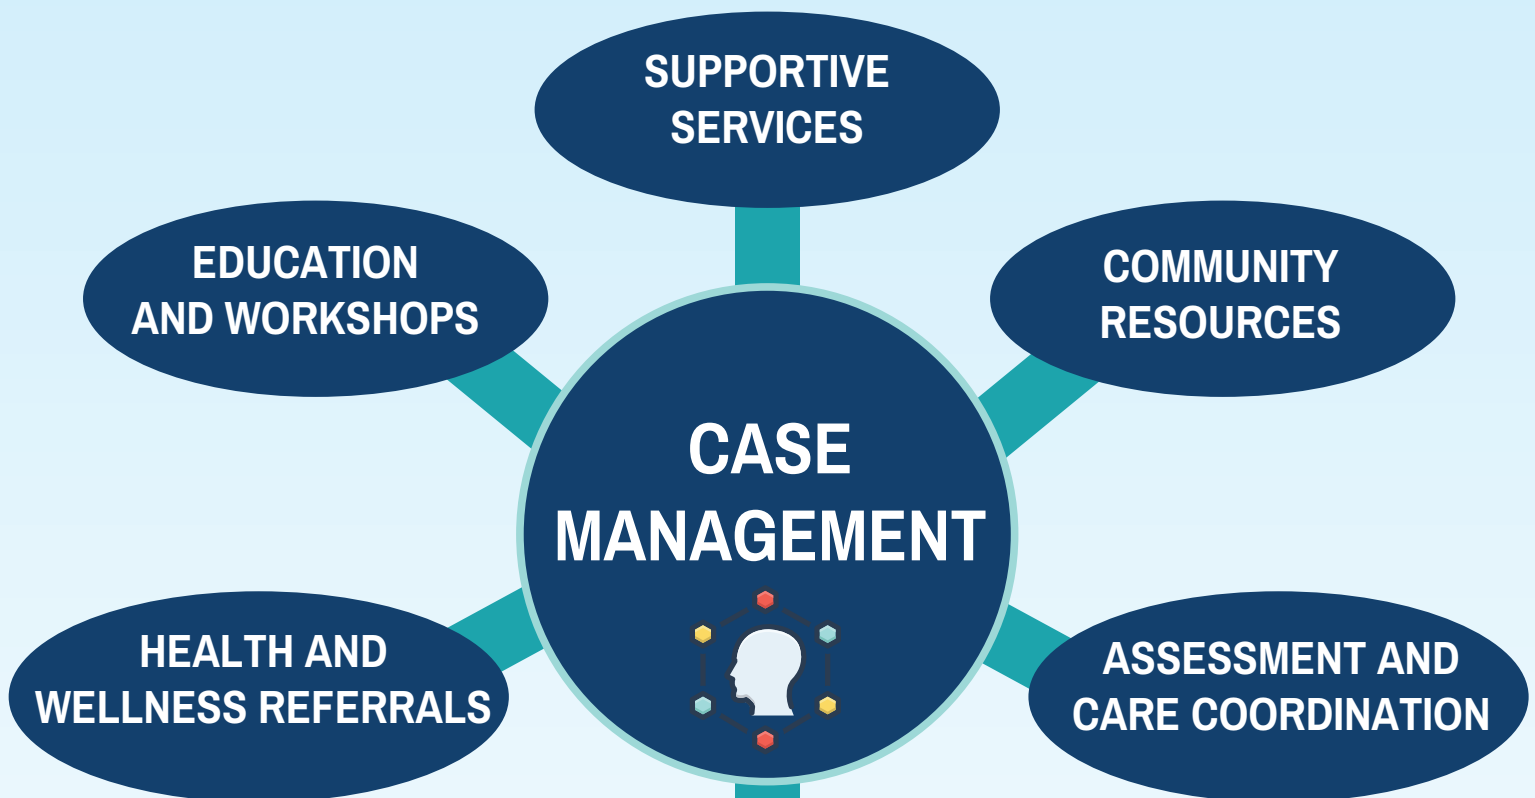 SUPPORTIVE
SERVICES
EDUCATION
AND WORKSHOPS
COMMUNITY
RESOURCES
CASE
MANAGEMENT
HEALTH AND
WELLNESS REFERRALS
ASSESSMENT AND
CARE COORDINATION